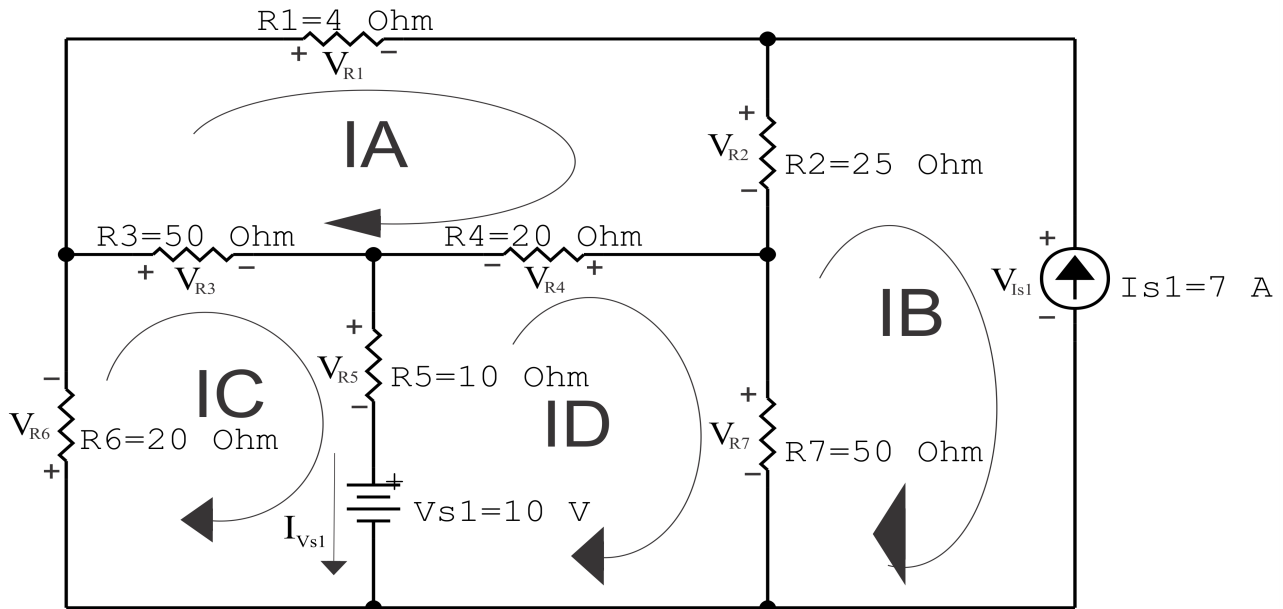 R1=4 Ohm
+ −
VR1
IA
+
VR2
−
R2=25 Ohm
R3=50 Ohm
+ −
VR3
R4=20 Ohm
− +
VR4
+
VIs1
−
Is1=7 A
IB
IC
+
VR5
−
R5=10 Ohm
ID
−
VR6
+
R6=20 Ohm
+
VR7
−
R7=50 Ohm
+
Vs1=10 V
IVs1